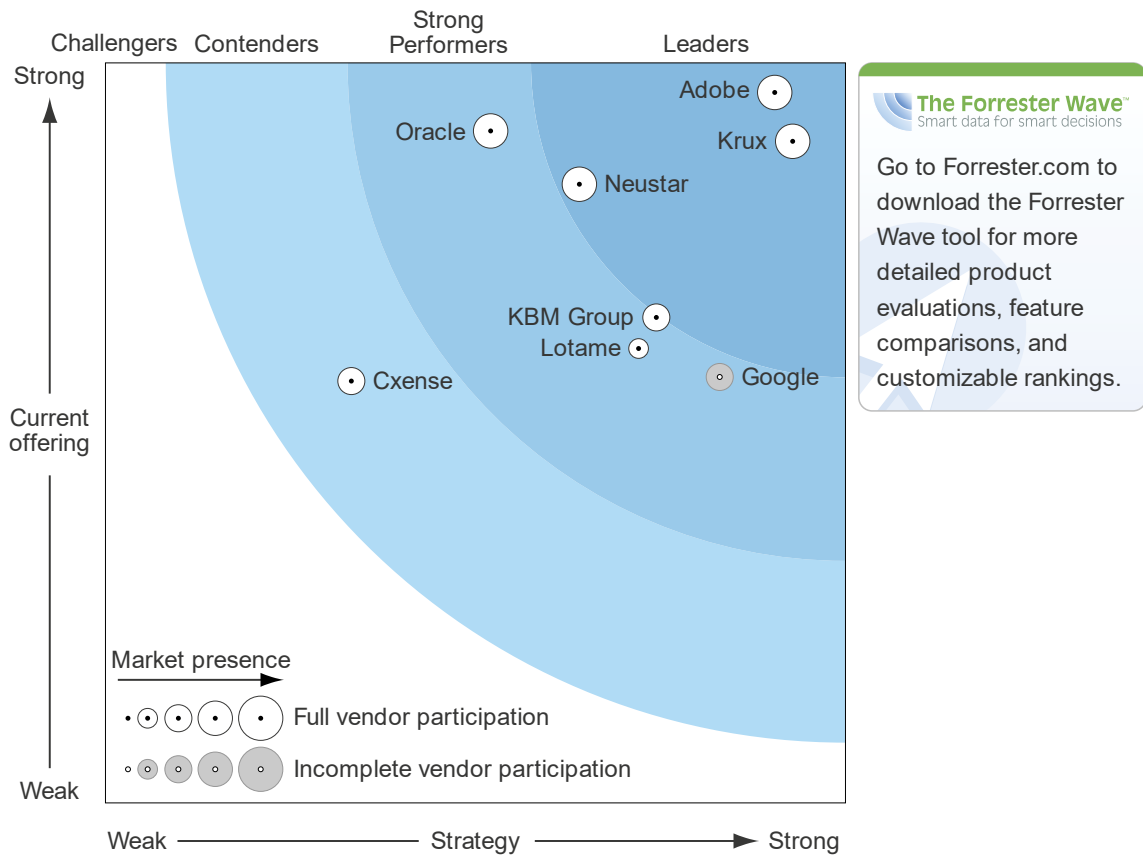 Strong
Performers
Challengers
Contenders
Leaders
Strong
Adobe
Oracle
Krux
Neustar
KBM Group
Lotame
Cxense
Google
Current
offering
Market presence
Full vendor participation
Incomplete vendor participation
Weak
Weak
Strategy
Strong
The Forrester Wave™
Smart data for smart decisions
Go to Forrester.com to
download the Forrester
Wave tool for more
detailed product
evaluations, feature
comparisons, and
customizable rankings.